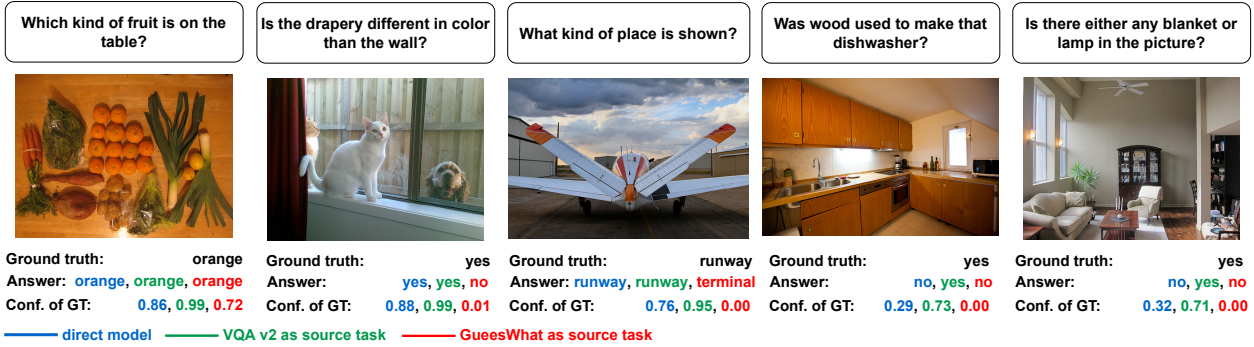 Which kind of fruit is on the
table?
Is the drapery different in color
than the wall?
What kind of place is shown?
Was wood used to make that
dishwasher?
Is there either any blanket or
lamp in the picture?
Ground truth: orange
Answer: orange, orange, orange
Conf. of GT: 0.86, 0.99, 0.72
Ground truth: yes
Answer: yes, yes, no
Conf. of GT: 0.88, 0.99, 0.01
Ground truth: runway
Answer: runway, runway, terminal
Conf. of GT: 0.76, 0.95, 0.00
Ground truth: yes
Answer: no, yes, no
Conf. of GT: 0.29, 0.73, 0.00
Ground truth: yes
Answer: no, yes, no
Conf. of GT: 0.32, 0.71, 0.00
direct model
VQA v2 as source task
GueesWhat as source task